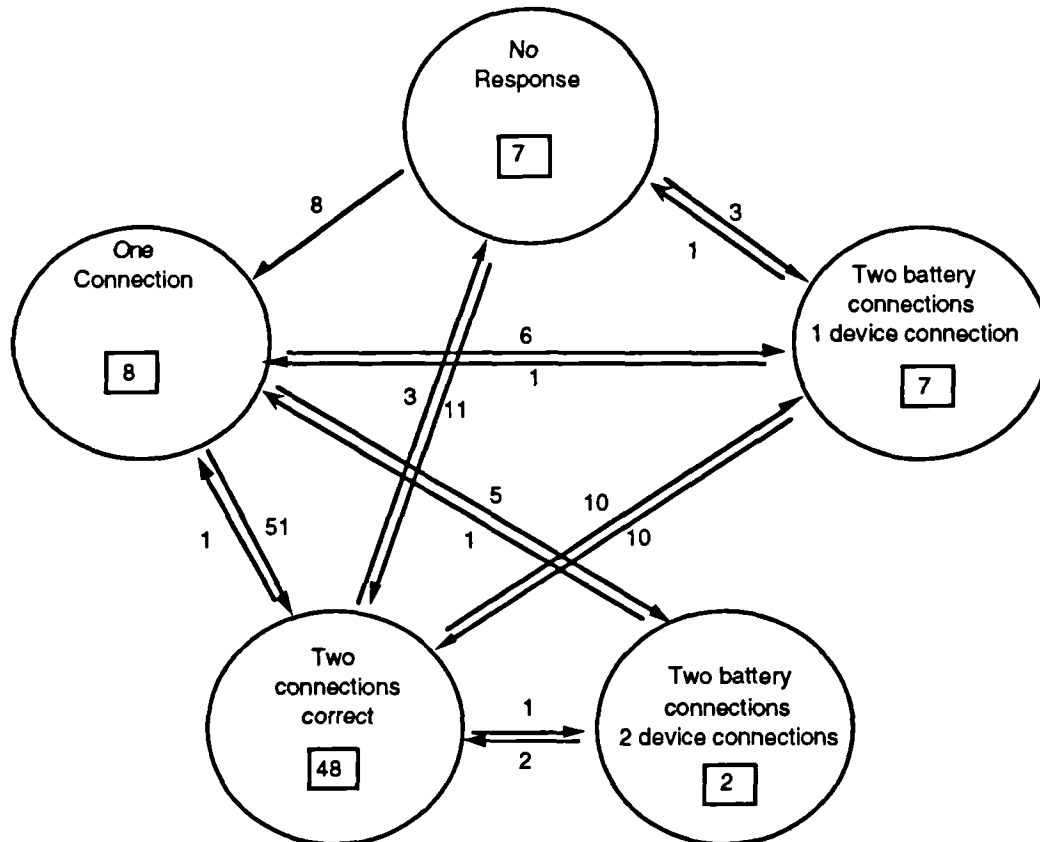 No
Response
7
8
3
1
One
Connection
8
Two battery
connections
1 device connection
7
6
1
3
11
5
1
10
10
1
51
Two
connections
correct
48
1
2
Two battery
connections
2 device connections
2